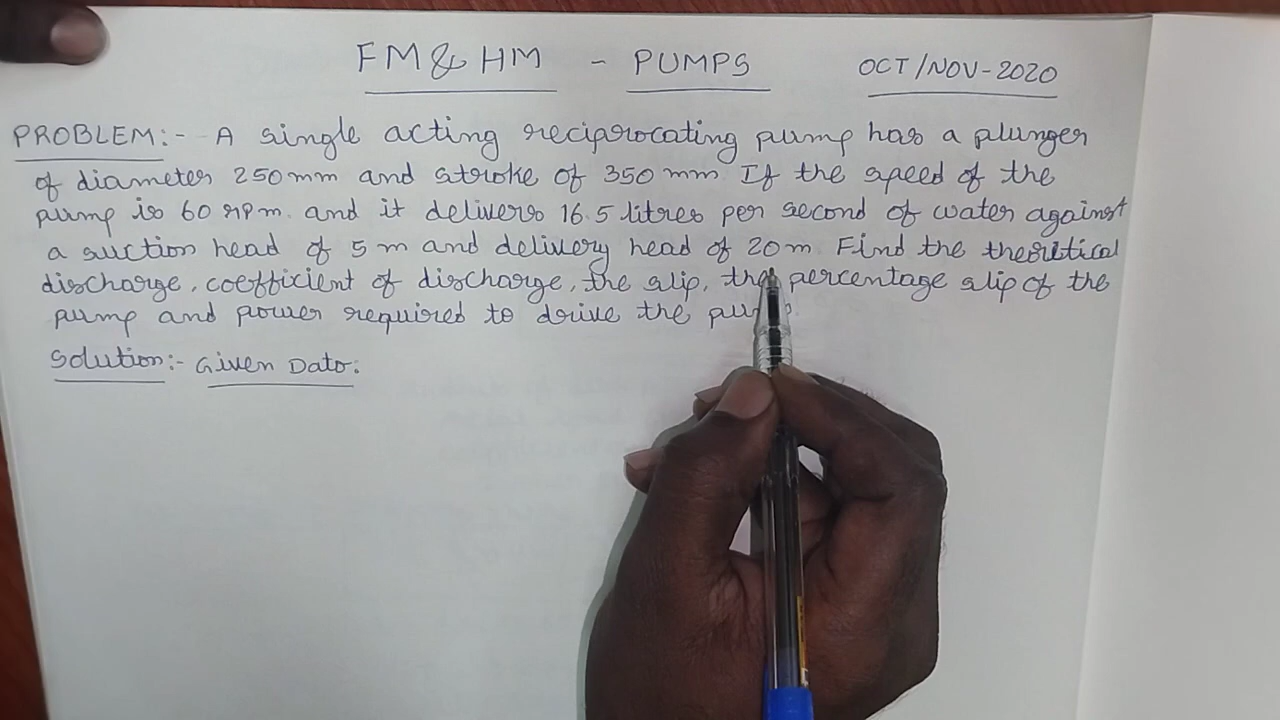 FM & HM - PUMPS OCT/NOV-2020
PROBLEM:- A single acting reciprocating pump has a plunger
of diameter 250mm and stroke of 350 mm If the speed of the
pump is 60 rpm. and it delivers 16.5 litres per second of water against
a suction head of 5 m and delivery head of 20m. Find the theoritical
discharge, coefficient of discharge, the slip, the percentage slip of the
pump and power required to drive the
Solution:- Given Data: